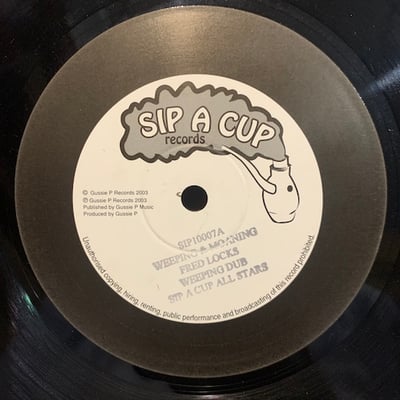 SIP A CUP
records
© Gussie P Records 2003
℗ Gussie P Records 2003
Published by Gussie P Music
Produced by Gussie P
SIP10007A
WEEPING & MOANING
FRED LOCKS
WEEPING DUB
SIP A CUP ALL STARS
Unauthorised copying, hiring, renting, public performance and broadcasting of this record prohibited.